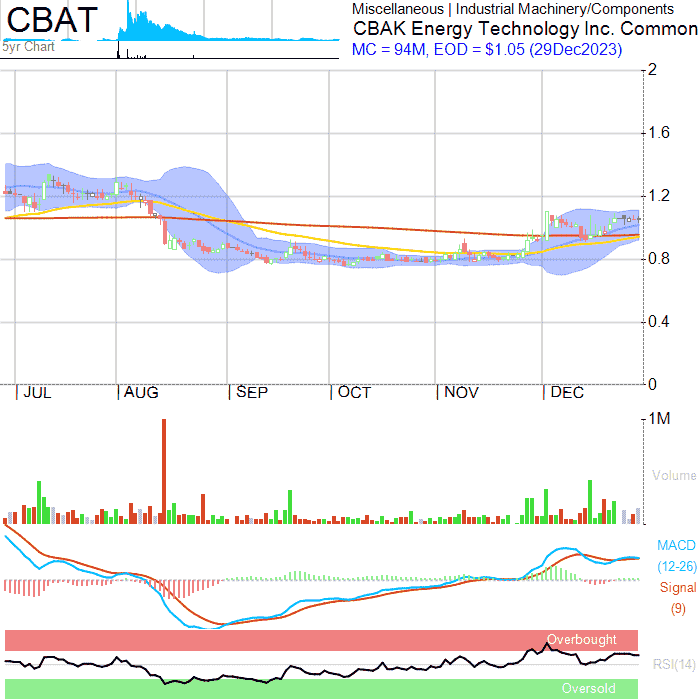 CBAT
5yr Chart
Miscellaneous | Industrial Machinery/Components
CBAK Energy Technology Inc. Common
MC = 94M, EOD = $1.05 (29Dec2023)
2
1.6
1.2
0.8
0.4
0
JUL AUG SEP OCT NOV DEC
1M
Volume
MACD
(12-26)
Signal
(9)
Overbought
RSI(14)
Oversold